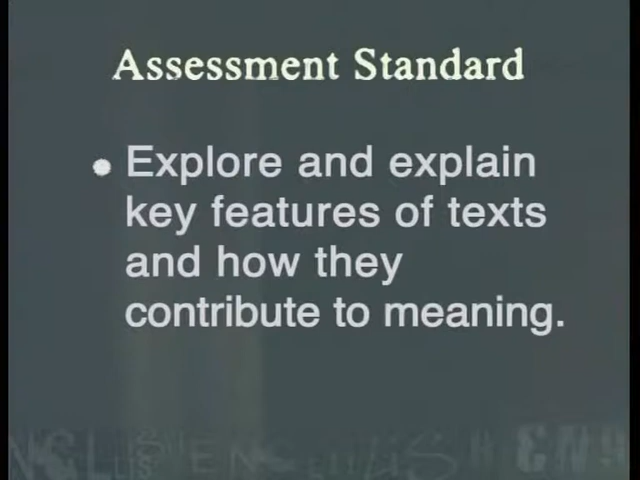 Assessment Standard
• Explore and explain
key features of texts
and how they
contribute to meaning.